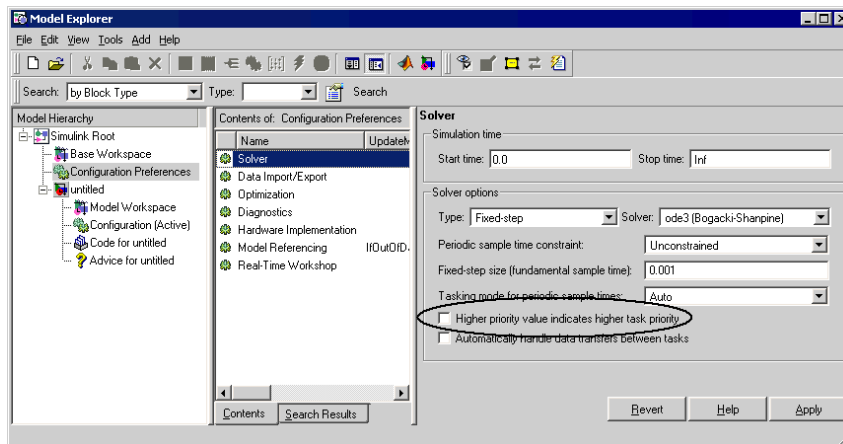 Model Explorer
File Edit View Tools Add Help
Search: by Block Type Type: Search
Model Hierarchy
Simulink Root
Base Workspace
Configuration Preferences
untitled
Model Workspace
Configuration (Active)
Code for untitled
Advice for untitled
Contents of: Configuration Preferences
Name
Solver
Data Import/Export
Optimization
Diagnostics
Hardware Implementation
Model Referencing
Real-Time Workshop
Contents Search Results
Solver
Simulation time
Start time: 0.0 Stop time: Inf
Solver options
Type: Fixed-step Solver: ode3 (Bogacki-Shanpine)
Periodic sample time constraint: Unconstrained
Fixed-step size (fundamental sample time): 0.001
Tasking mode for periodic sample times: Auto
Higher priority value indicates higher task priority
Automatically handle data transfers between tasks
Revert Help Apply